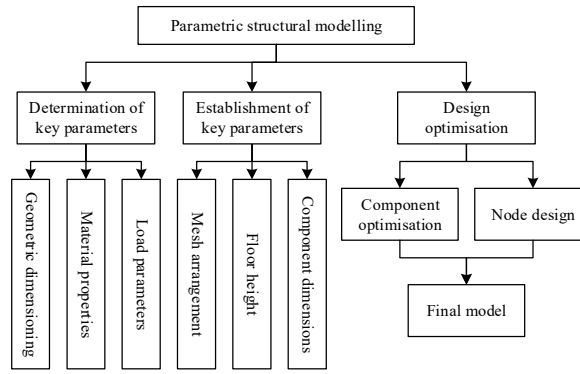 Parametric structural modelling
Determination of
key parameters
Establishment of
key parameters
Design
optimisation
Geometric dimensioning
Material properties
Load parameters
Mesh arrangement
Floor height
Component dimensions
Component
optimisation
Node design
Final model